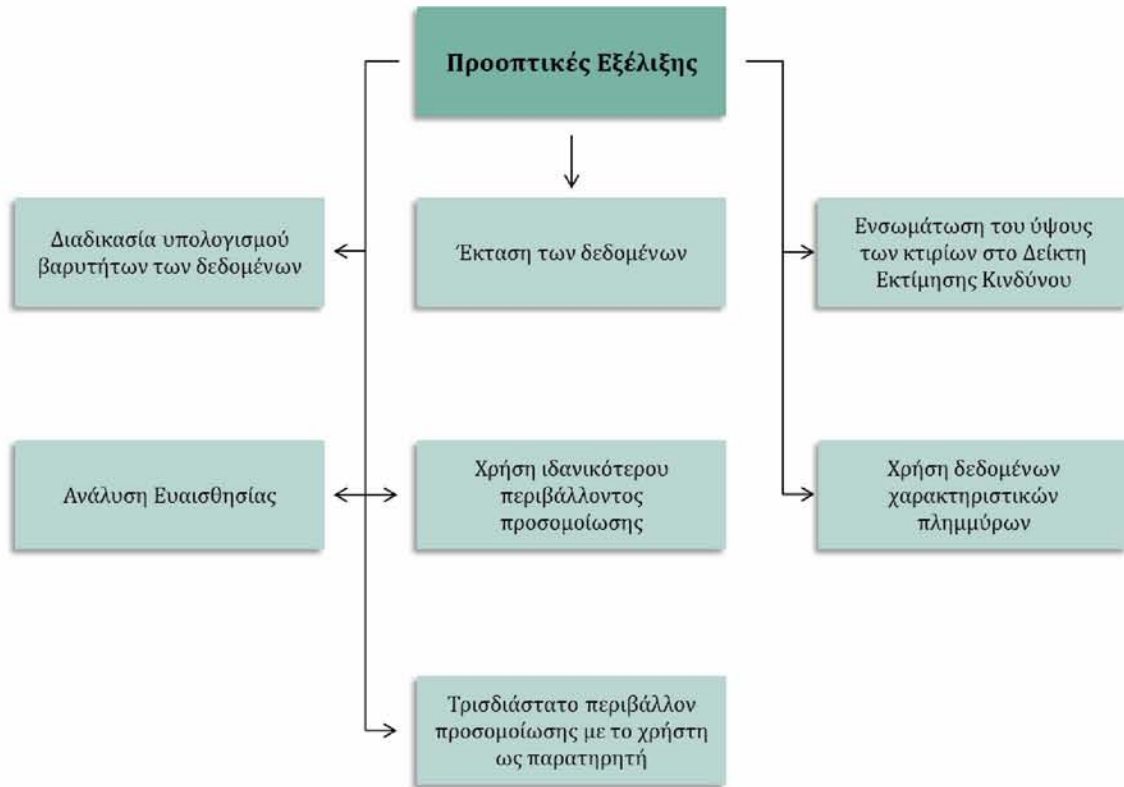 Προοπτικές Εξέλιξης
Διαδικασία υπολογισμού
βαρυτήτων των δεδομένων
Έκταση των δεδομένων
Ενσωμάτωση του ύψους
των κτιρίων στο Δείκτη
Εκτίμησης Κινδύνου
Ανάλυση Ευαισθησίας
Χρήση ιδανικότερου
περιβάλλοντος
προσομοίωσης
Χρήση δεδομένων
χαρακτηριστικών
πλημμύρων
Τρισδιάστατο περιβάλλον
προσομοίωσης με το χρήστη
ως παρατηρητή